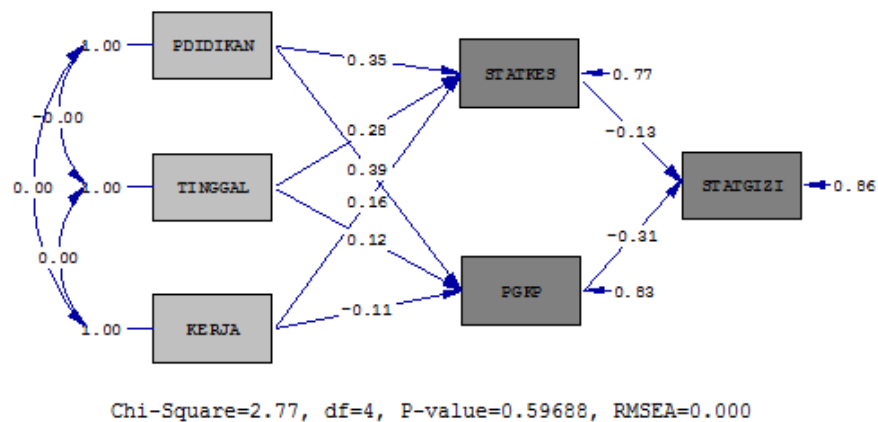 1.00
PDIDIKAN
0.35
STATKES
0.77
-0.00
0.28
-0.13
0.00
1.00
TINGGAL
0.39
0.16
STATGIZI
0.86
0.12
-0.31
0.00
PGKP
0.83
-0.11
1.00
KERJA
Chi-Square=2.77, df=4, P-value=0.59688, RMSEA=0.000